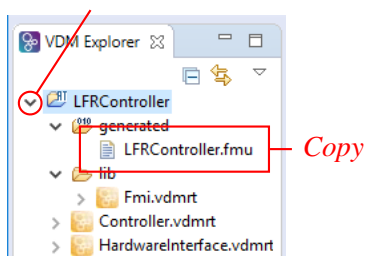 VDM Explorer
LFRController
generated
LFRController.fmu
Copy
lib
Fmi.vdmrt
Controller.vdmrt
HardwareInterface.vdmrt